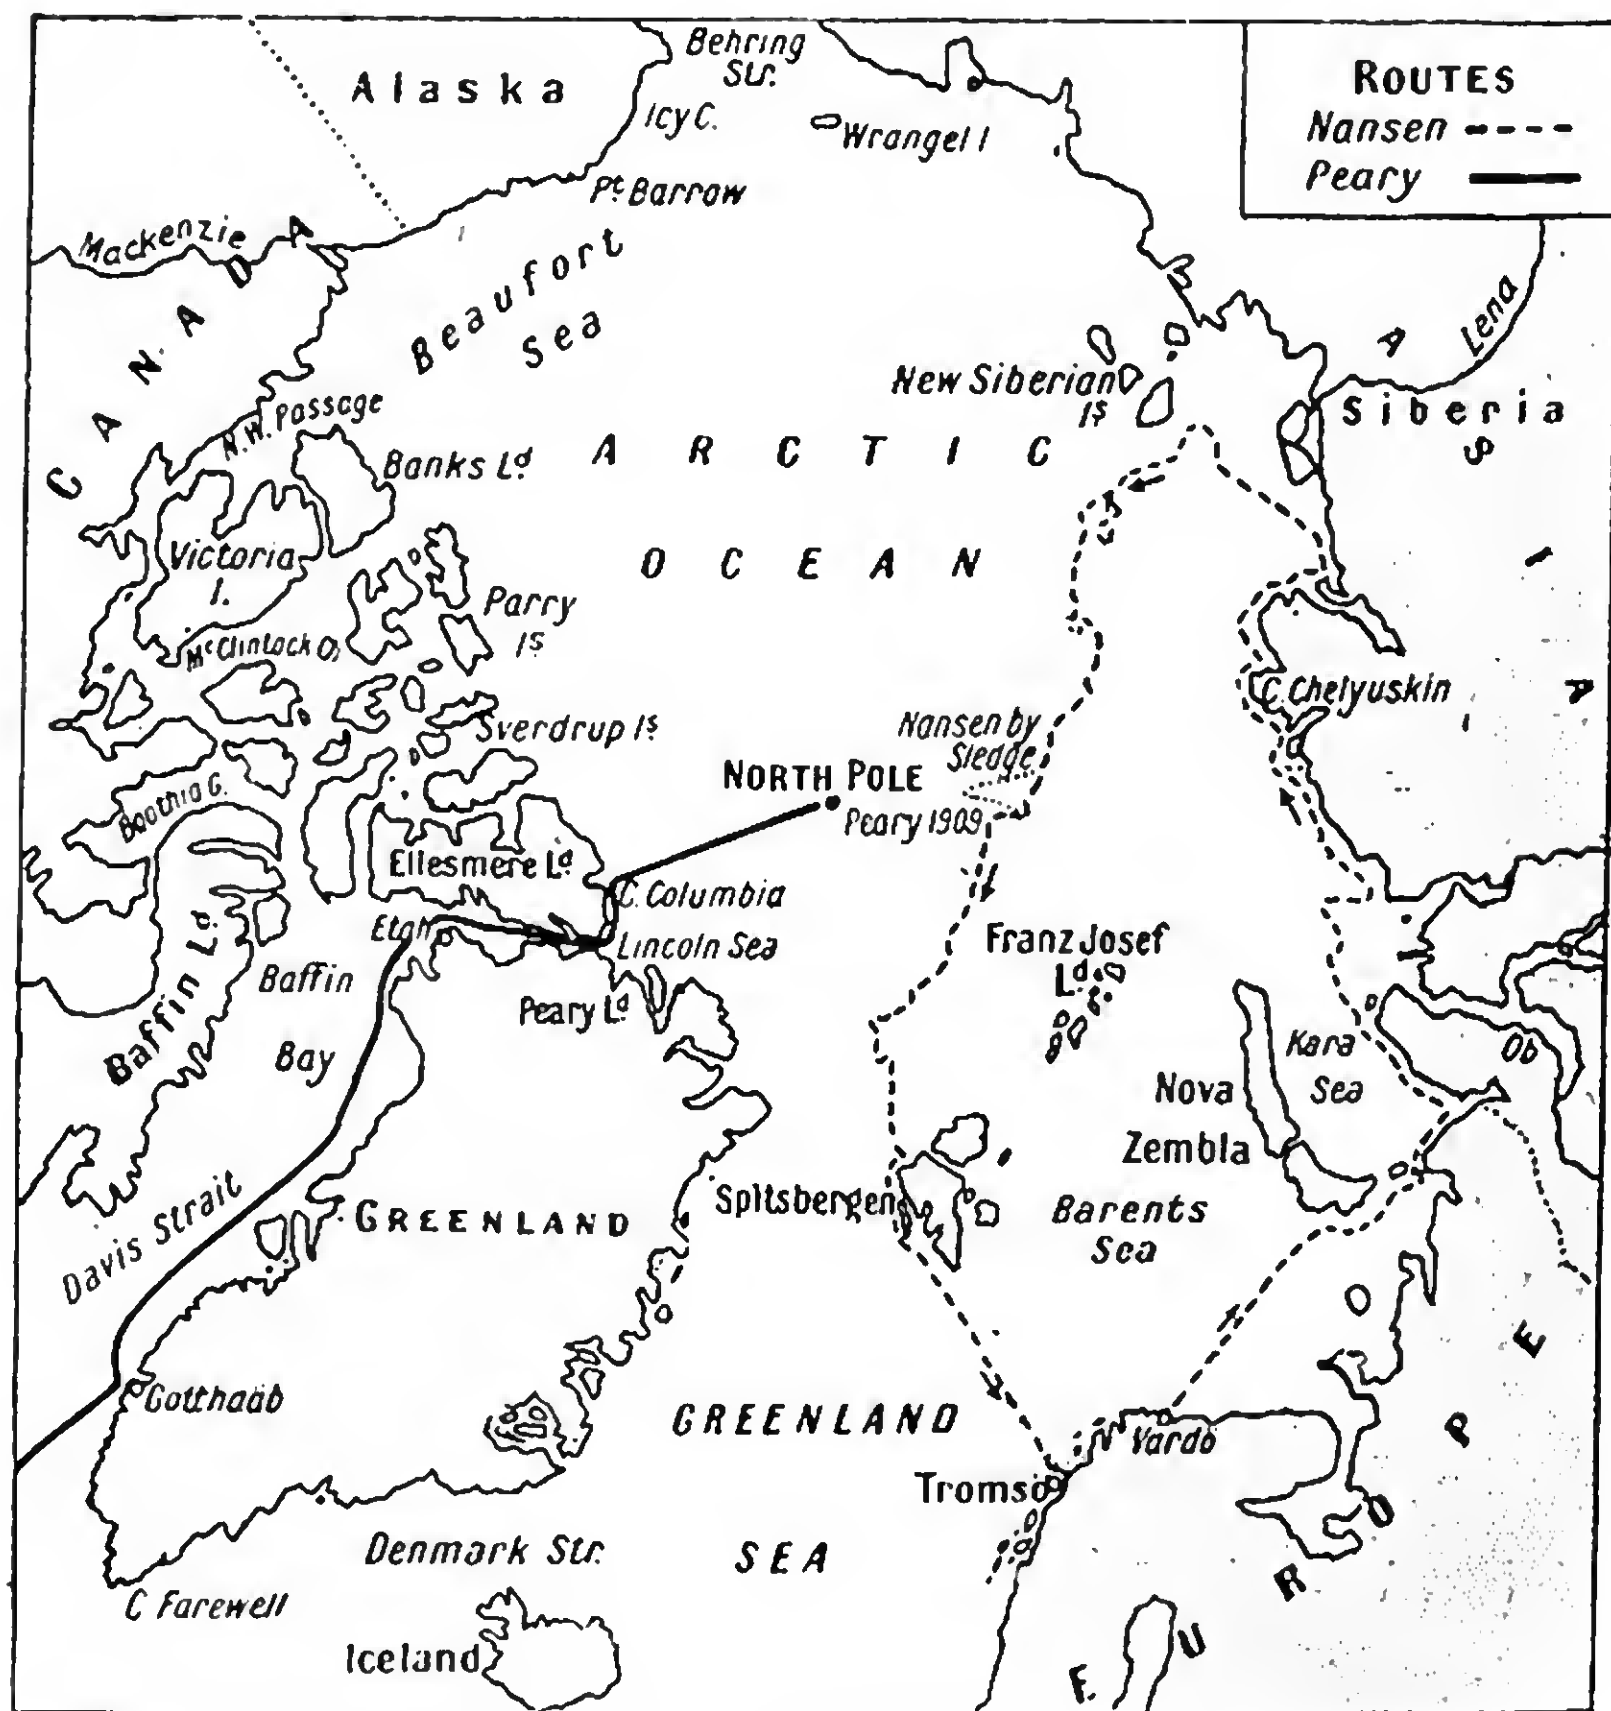 ROUTES
Nansen
Peary
Behring
Str.
Alaska
Icy C.
Wrangel I
Pt Barrow
Mackenzie
CANADA
Beaufort
Sea
Lena
ASIA
Siberia
New Siberian
Is
N.W. Passage
Banks Ld
ARCTIC
OCEAN
Victoria
I.
Parry
Is
McClintock
C. Chelyuskin
Sverdrup Is
Nansen by
Sledge
NORTH POLE
Peary 1909
Boothia G.
Ellesmere Ld
C. Columbia
Etah
Lincoln Sea
Franz Josef
Ld
Baffin Ld
Baffin
Bay
Peary Ld
Kara
Sea
Ob
Nova
Zembla
Spitsbergen
Barents
Sea
Davis Strait
GREENLAND
Gotthaab
GREENLAND
SEA
Vardö
Tromsö
EUROPE
Denmark Str.
C Farewell
Iceland